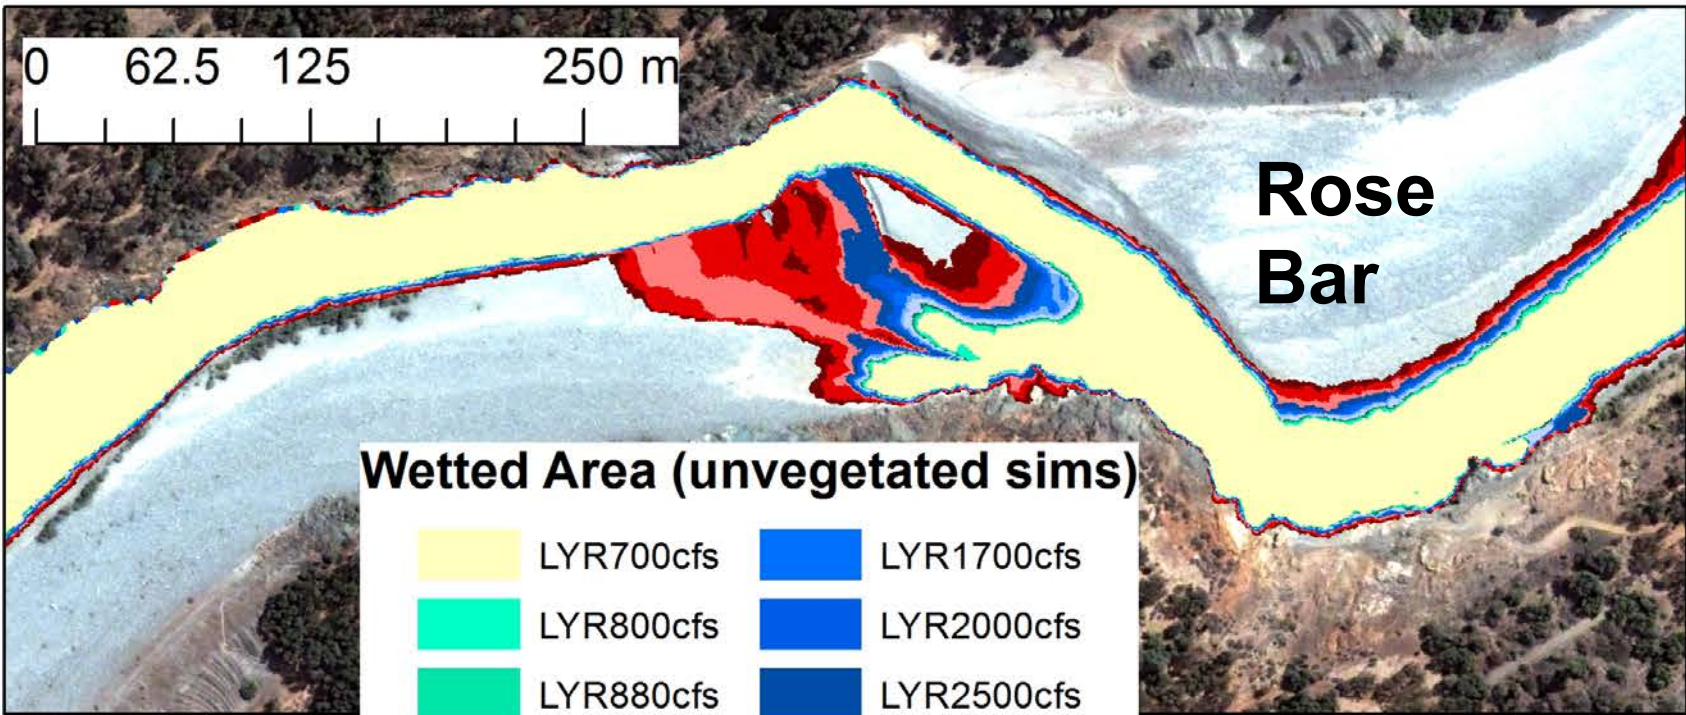 0 62.5 125 250 m
Rose
Bar
Wetted Area (unvegetated sims)
LYR700cfs LYR1700cfs
LYR800cfs LYR2000cfs
LYR880cfs LYR2500cfs